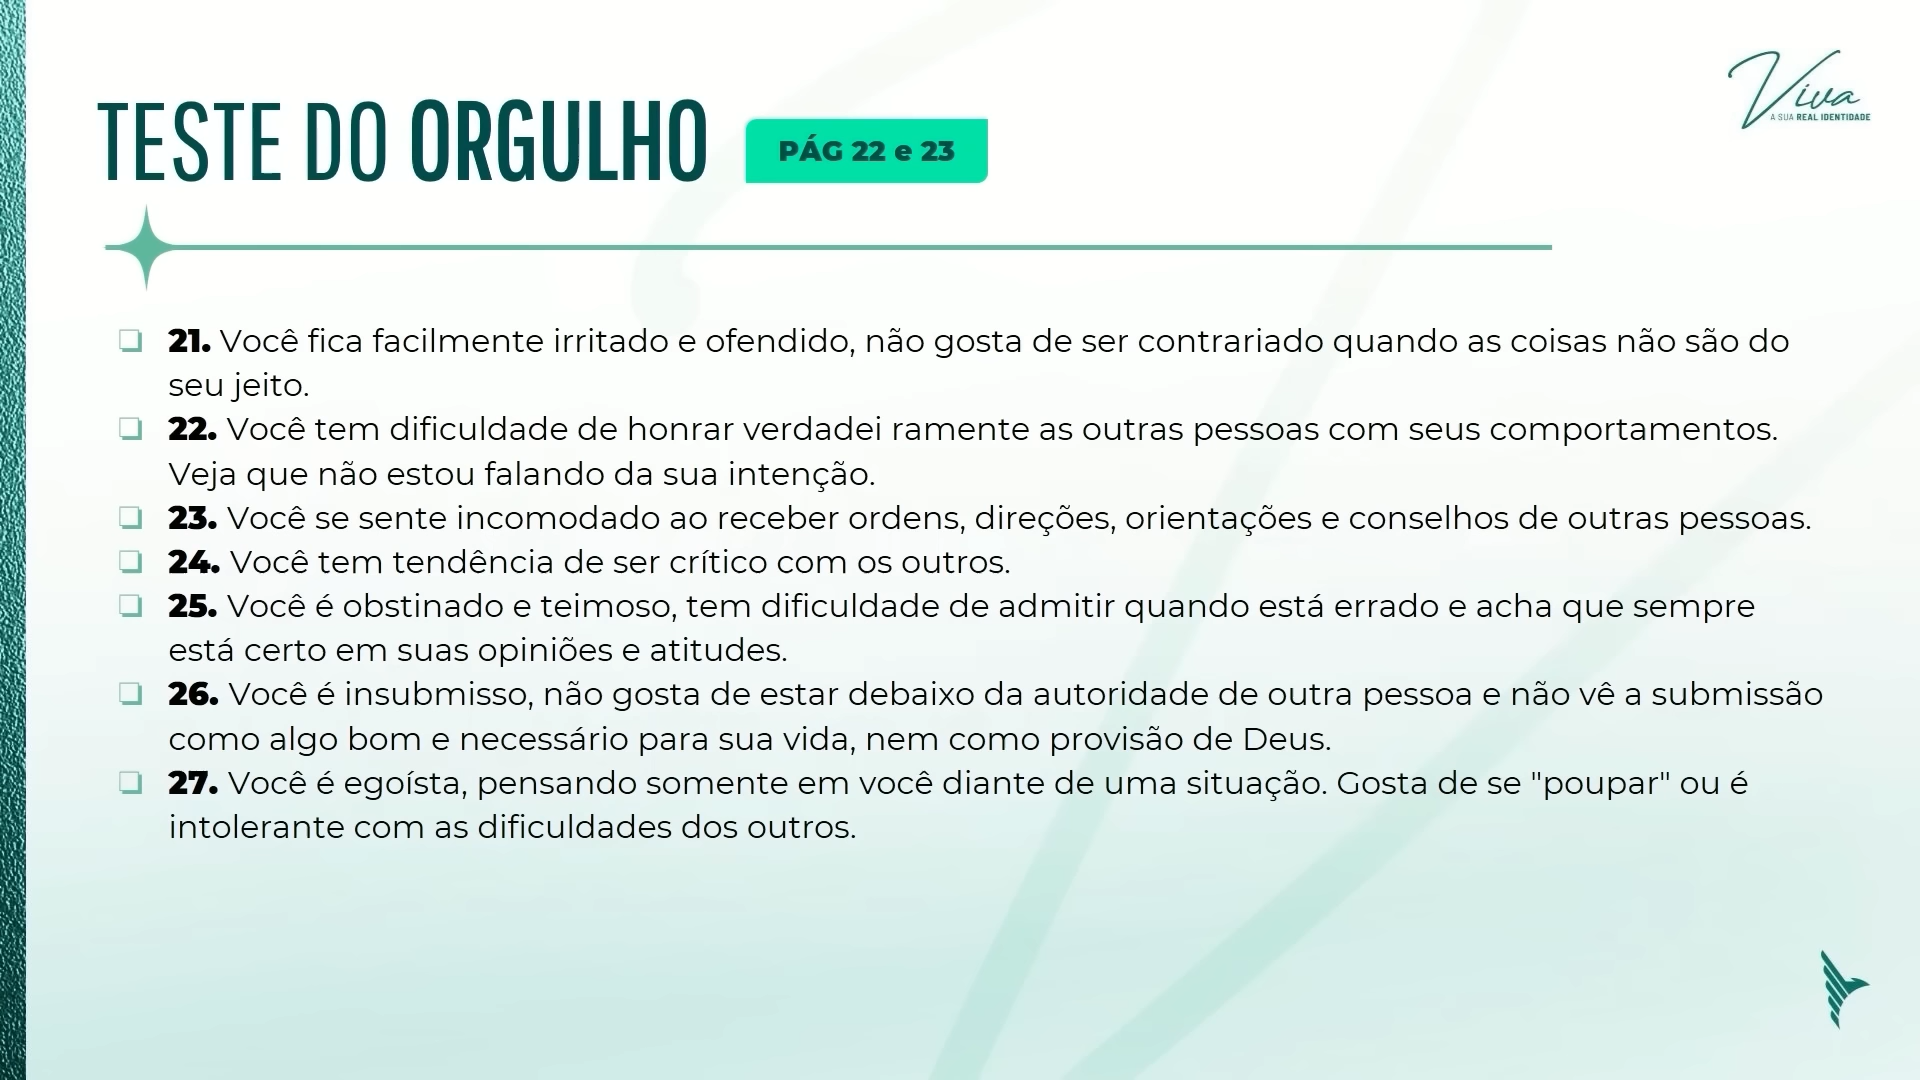 Viva
A SUA REAL IDENTIDADE
TESTE DO ORGULHO
PÁG 22 e 23
21. Você fica facilmente irritado e ofendido, não gosta de ser contrariado quando as coisas não são do
seu jeito.
22. Você tem dificuldade de honrar verdadei ramente as outras pessoas com seus comportamentos.
Veja que não estou falando da sua intenção.
23. Você se sente incomodado ao receber ordens, direções, orientações e conselhos de outras pessoas.
24. Você tem tendência de ser crítico com os outros.
25. Você é obstinado e teimoso, tem dificuldade de admitir quando está errado e acha que sempre
está certo em suas opiniões e atitudes.
26. Você é insubmisso, não gosta de estar debaixo da autoridade de outra pessoa e não vê a submissão
como algo bom e necessário para sua vida, nem como provisão de Deus.
27. Você é egoísta, pensando somente em você diante de uma situação. Gosta de se "poupar" ou é
intolerante com as dificuldades dos outros.